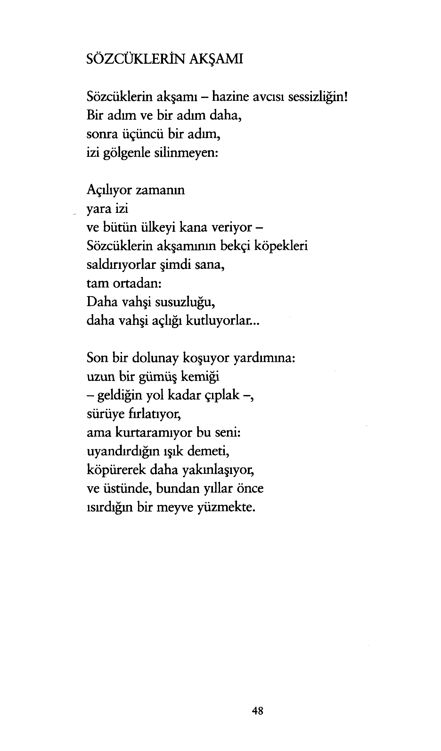 SÖZCÜKLERİN AKŞAMI
Sözcüklerin akşamı – hazine avcısı sessizliğin!
Bir adım ve bir adım daha,
sonra üçüncü bir adım,
izi gölgenle silinmeyen:
Açılıyor zamanın
yara izi
ve bütün ülkeyi kana veriyor –
Sözcüklerin akşamının bekçi köpekleri
saldırıyorlar şimdi sana,
tam ortadan:
Daha vahşi susuzluğu,
daha vahşi açlığı kutluyorlar...
Son bir dolunay koşuyor yardımına:
uzun bir gümüş kemiği
– geldiğin yol kadar çıplak –,
sürüye fırlatıyor,
ama kurtaramıyor bu seni:
uyandırdığın ışık demeti,
köpürerek daha yakınlaşıyor,
ve üstünde, bundan yıllar önce
ısırdığın bir meyve yüzmekte.
48